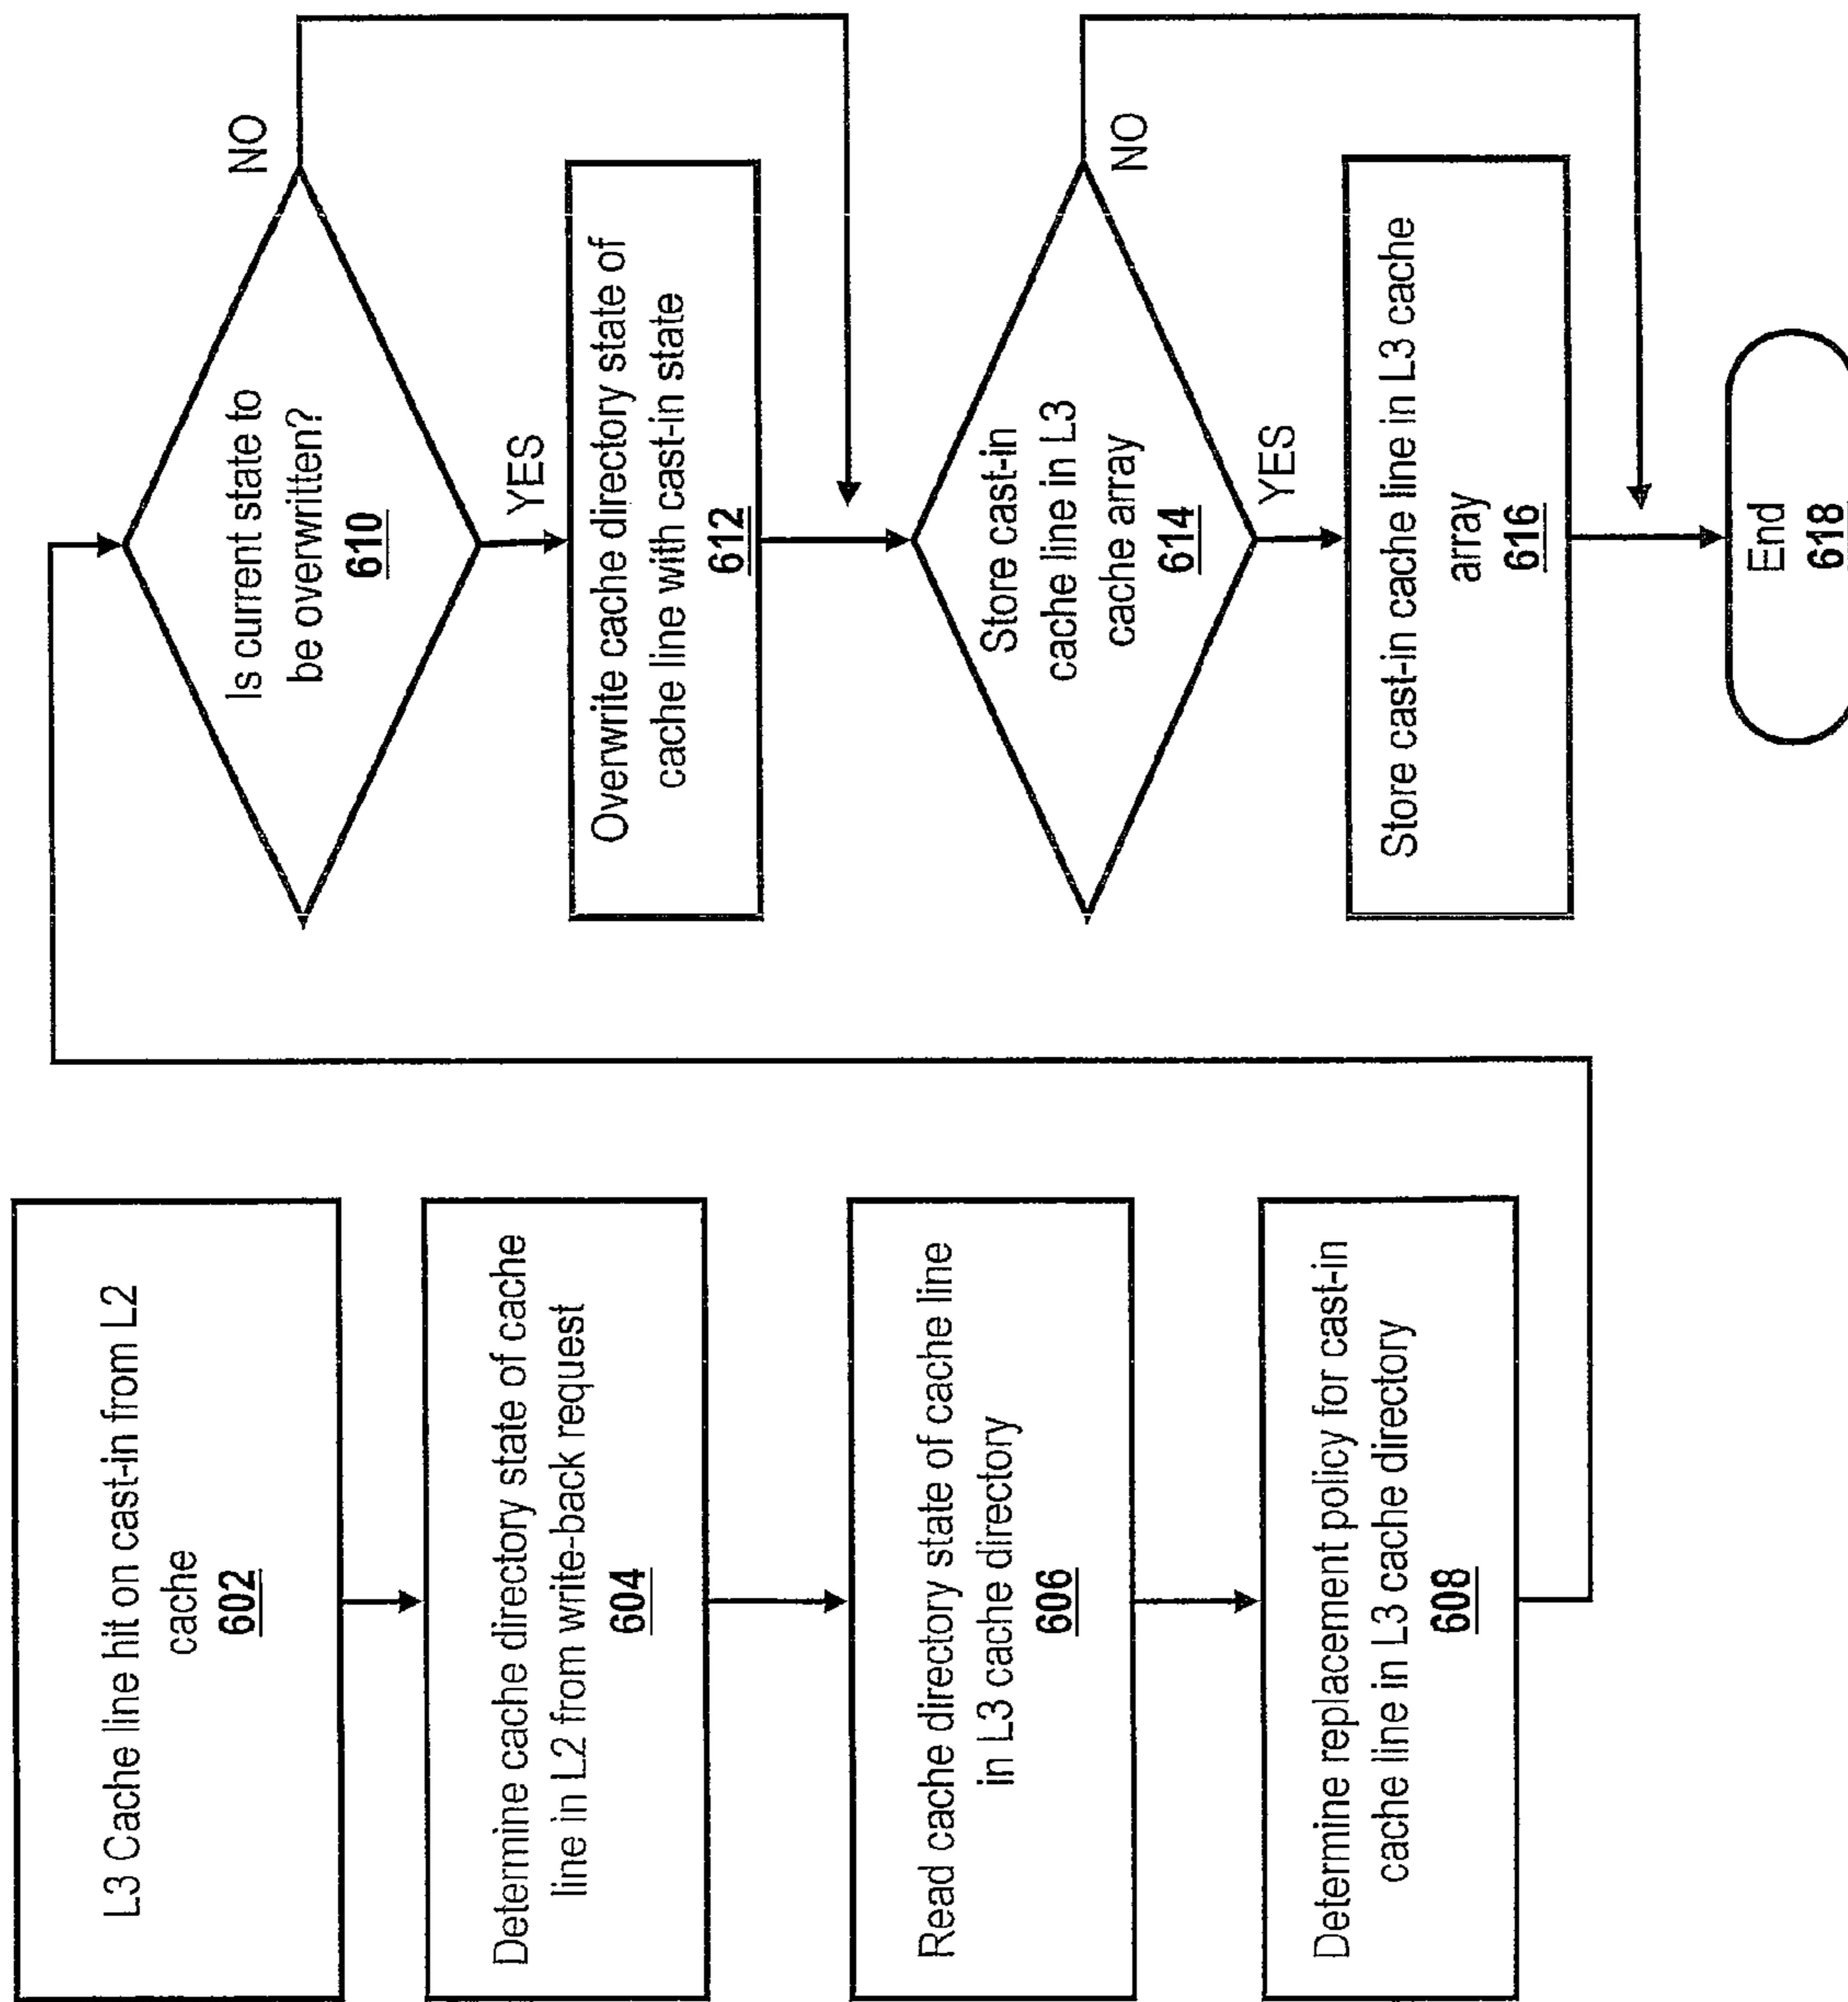 L3 Cache line hit on cast-in from L2
cache
602
Determine cache directory state of cache
line in L2 from write-back request
604
Read cache directory state of cache line
in L3 cache directory
606
Determine replacement policy for cast-in
cache line in L3 cache directory
608
Is current state to
be overwritten?
610
NO
YES
Overwrite cache directory state of
cache line with cast-in state
612
Store cast-in
cache line in L3
cache array
614
NO
YES
Store cast-in cache line in L3 cache
array
616
End
618